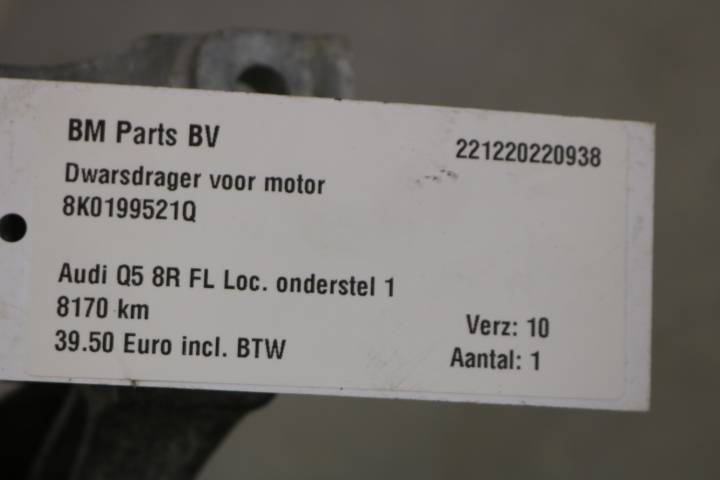 BM Parts BV
221220220938
Dwarsdrager voor motor
8K0199521Q
Audi Q5 8R FL Loc. onderstel 1
8170 km
Verz: 10
39.50 Euro incl. BTW
Aantal: 1